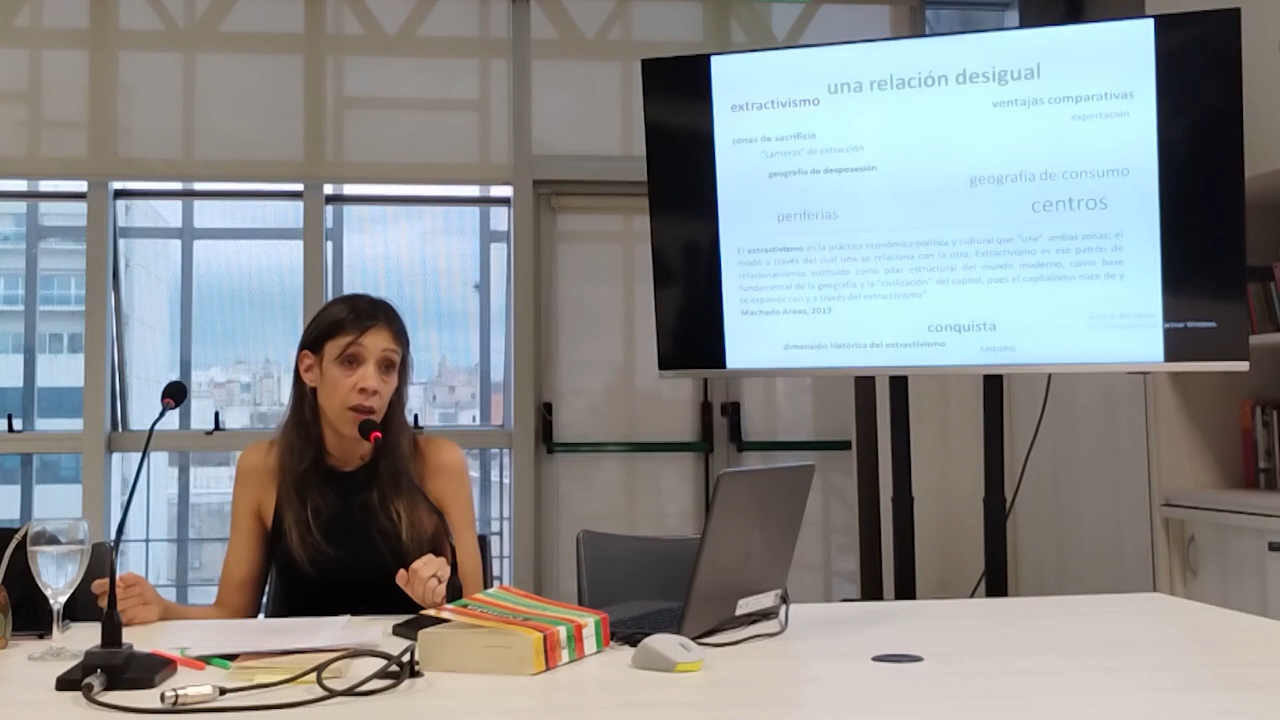 una relación desigual
extractivismo
ventajas comparativas
exportación
zonas de sacrificio
"canteras" de extracción
geografía de desposesión
geografía de consumo
periferias
centros
El extractivismo es la práctica económica-política y cultural que "une" ambas zonas, el
modo a través del cuál una se relaciona con la otra. Extractivismo es ese patrón de
relacionamiento instituido como pilar estructural del mundo moderno, como base
fundamental de la geografía y la "civilización" del capital, pues el capitalismo nace de y
se expande con y a través del extractivismo"
Machado Aráoz, 2013
conquista
dimensión histórica del extractivismo
saqueo